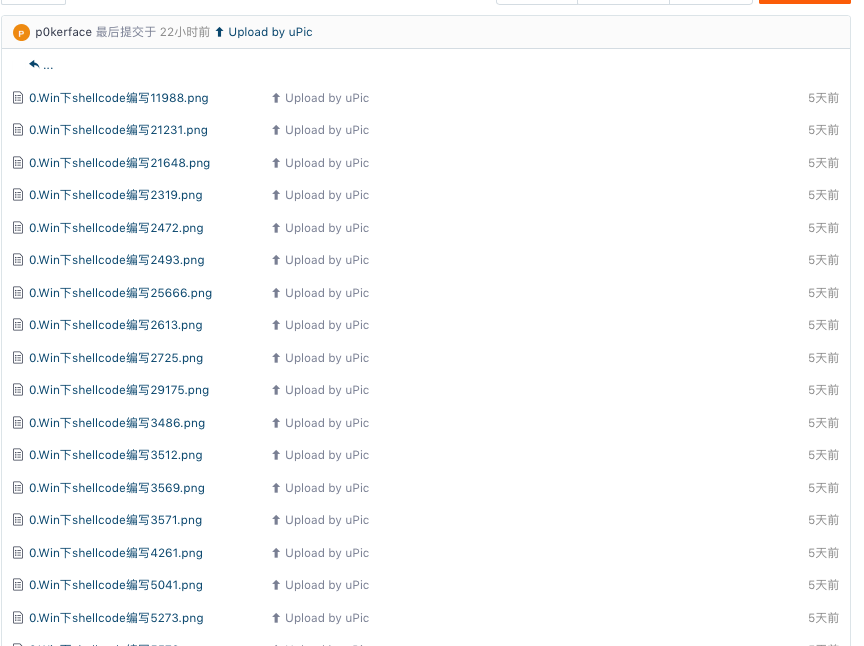 P p0kerface 最后提交于 22小时前 ⬆ Upload by uPic
...
0.Win下shellcode编写11988.png ⬆ Upload by uPic 5天前
0.Win下shellcode编写21231.png ⬆ Upload by uPic 5天前
0.Win下shellcode编写21648.png ⬆ Upload by uPic 5天前
0.Win下shellcode编写2319.png ⬆ Upload by uPic 5天前
0.Win下shellcode编写2472.png ⬆ Upload by uPic 5天前
0.Win下shellcode编写2493.png ⬆ Upload by uPic 5天前
0.Win下shellcode编写25666.png ⬆ Upload by uPic 5天前
0.Win下shellcode编写2613.png ⬆ Upload by uPic 5天前
0.Win下shellcode编写2725.png ⬆ Upload by uPic 5天前
0.Win下shellcode编写29175.png ⬆ Upload by uPic 5天前
0.Win下shellcode编写3486.png ⬆ Upload by uPic 5天前
0.Win下shellcode编写3512.png ⬆ Upload by uPic 5天前
0.Win下shellcode编写3569.png ⬆ Upload by uPic 5天前
0.Win下shellcode编写3571.png ⬆ Upload by uPic 5天前
0.Win下shellcode编写4261.png ⬆ Upload by uPic 5天前
0.Win下shellcode编写5041.png ⬆ Upload by uPic 5天前
0.Win下shellcode编写5273.png ⬆ Upload by uPic 5天前